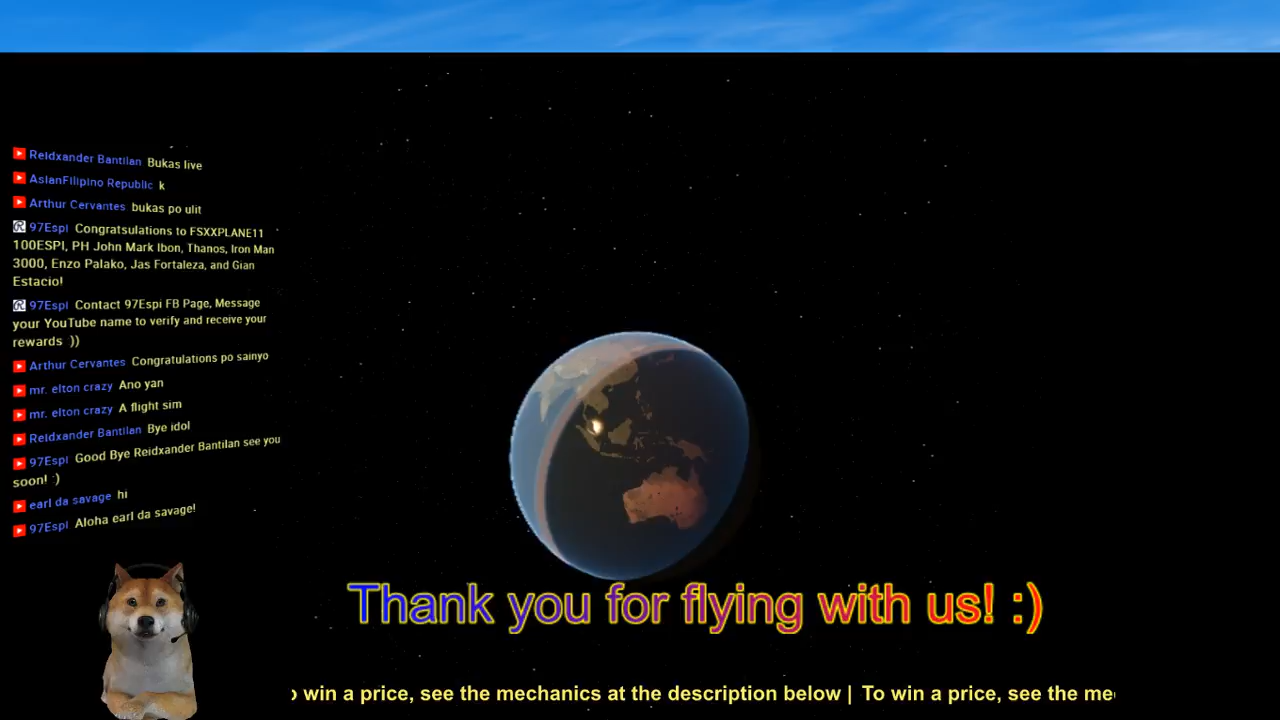 Reidxander Bantilan Bukas live
AsianFilipino Republic k
Arthur Cervantes bukas po ulit
97Espi Congratsulations to FSXXPLANE11
100ESPI, PH John Mark Ibon, Thanos, Iron Man
3000, Enzo Palako, Jas Fortaleza, and Gian
Estacio!
97Espi Contact 97Espi FB Page, Message
your YouTube name to verify and receive your
rewards :))
Arthur Cervantes Congratulations po sainyo
mr. elton crazy Ano yan
mr. elton crazy A flight sim
Reidxander Bantilan Bye idol
97Espi Good Bye Reidxander Bantilan see you
soon! :)
earl da savage hi
97Espi Aloha earl da savage!
Thank you for flying with us! :)
win a price, see the mechanics at the description below | To win a price, see the